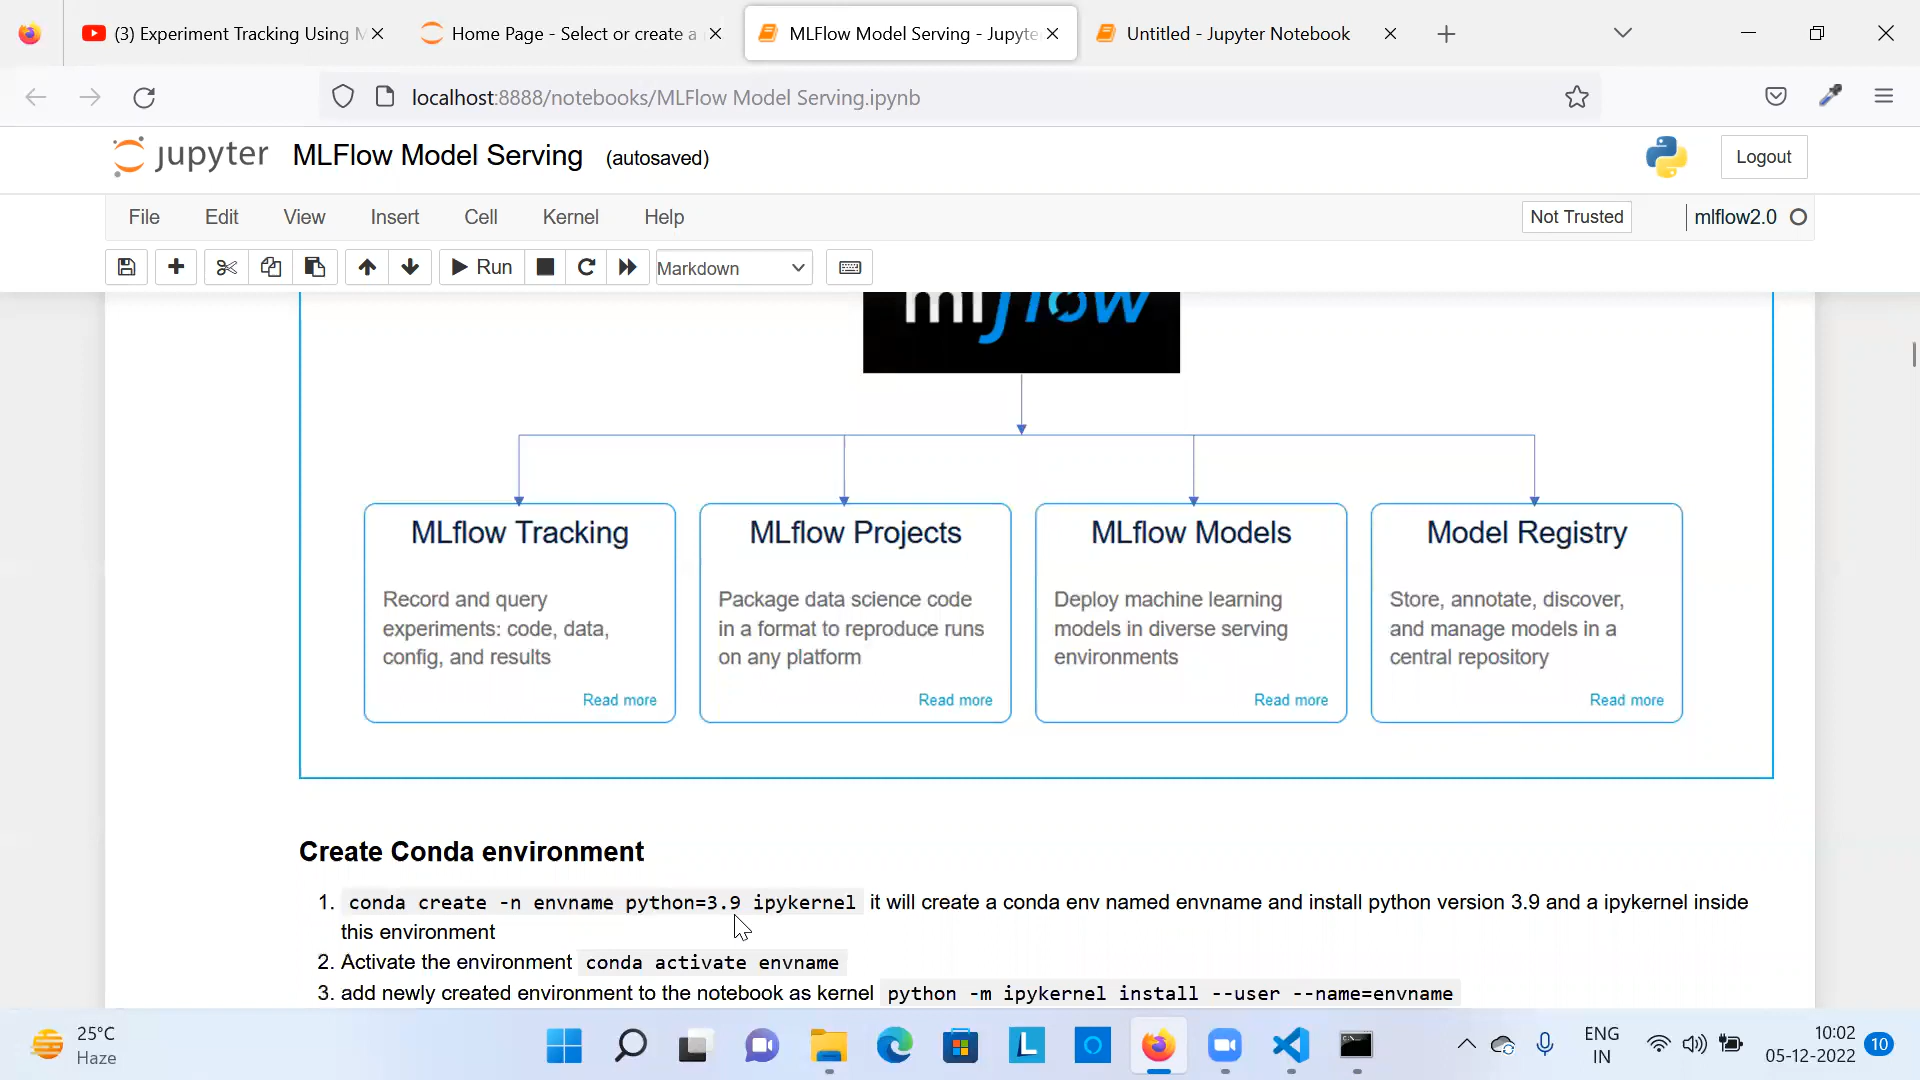 (3) Experiment Tracking Using M
Home Page - Select or create a
MLFlow Model Serving - Jupyte
Untitled - Jupyter Notebook
localhost:8888/notebooks/MLFlow Model Serving.ipynb
jupyter MLFlow Model Serving (autosaved)
Logout
File Edit View Insert Cell Kernel Help
Not Trusted
mlflow2.0
Run
Markdown
mlflow
MLflow Tracking
Record and query
experiments: code, data,
config, and results
Read more
MLflow Projects
Package data science code
in a format to reproduce runs
on any platform
Read more
MLflow Models
Deploy machine learning
models in diverse serving
environments
Read more
Model Registry
Store, annotate, discover,
and manage models in a
central repository
Read more
Create Conda environment
1. conda create -n envname python=3.9 ipykernel it will create a conda env named envname and install python version 3.9 and a ipykernel inside
this environment
2. Activate the environment conda activate envname
3. add newly created environment to the notebook as kernel python -m ipykernel install --user --name=envname
25°C
Haze
L
ENG
IN
10:02
05-12-2022
10